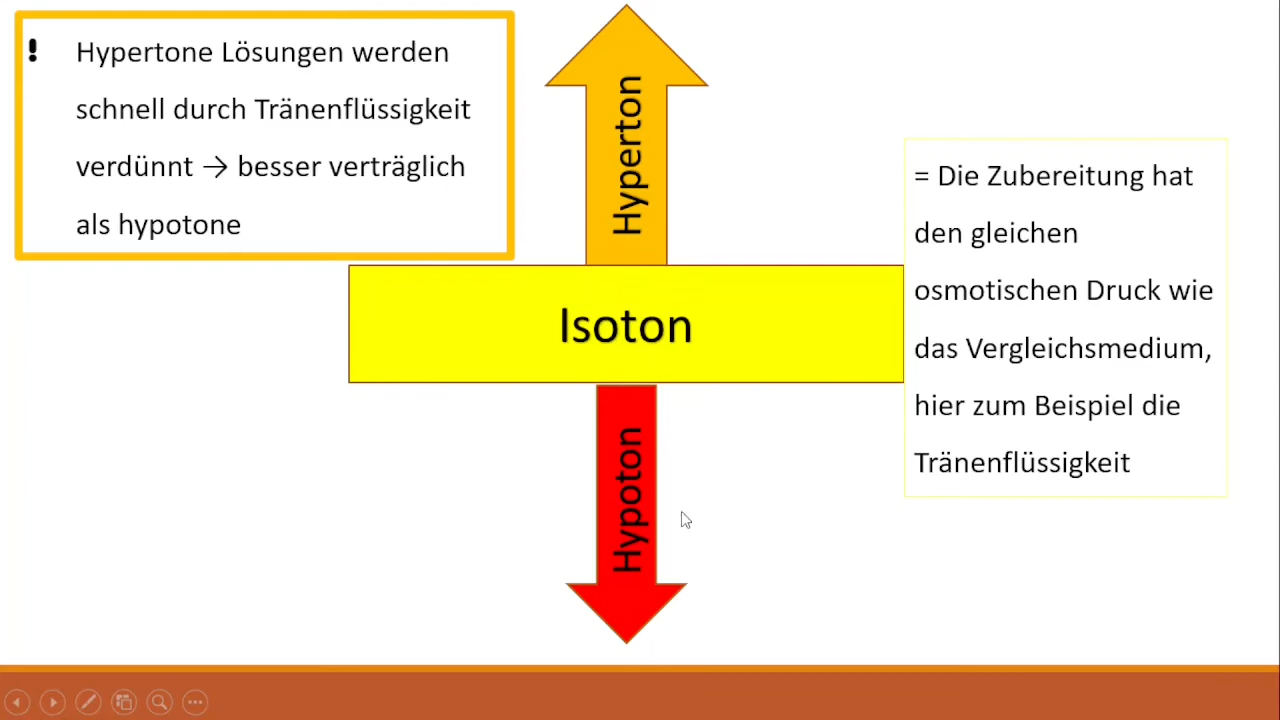 ! Hypertone Lösungen werden
schnell durch Tränenflüssigkeit
verdünnt → besser verträglich
als hypotone
Hyperton
Isoton
Hypoton
= Die Zubereitung hat
den gleichen
osmotischen Druck wie
das Vergleichsmedium,
hier zum Beispiel die
Tränenflüssigkeit